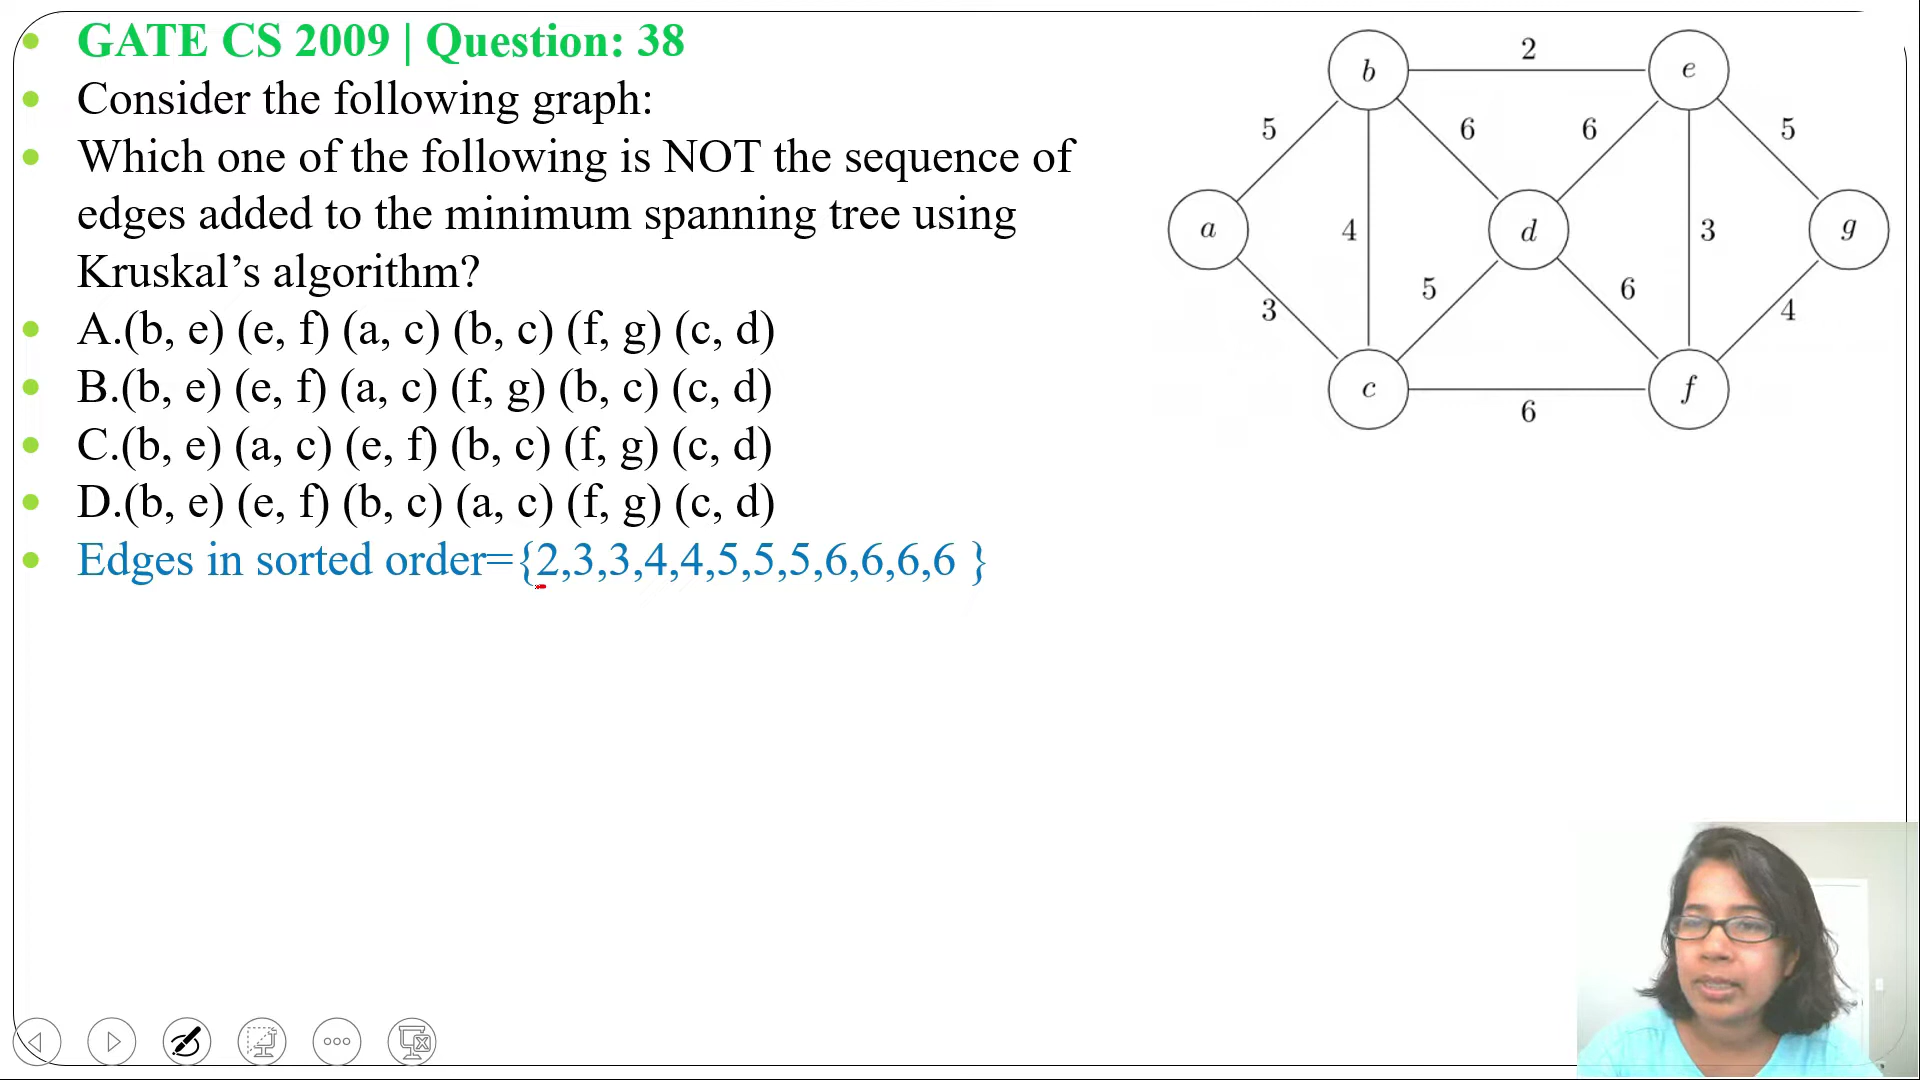 GATE CS 2009 | Question: 38
Consider the following graph:
Which one of the following is NOT the sequence of
edges added to the minimum spanning tree using
Kruskal’s algorithm?
A.(b, e) (e, f) (a, c) (b, c) (f, g) (c, d)
B.(b, e) (e, f) (a, c) (f, g) (b, c) (c, d)
C.(b, e) (a, c) (e, f) (b, c) (f, g) (c, d)
D.(b, e) (e, f) (b, c) (a, c) (f, g) (c, d)
Edges in sorted order={2,3,3,4,4,5,5,5,6,6,6,6 }
b 2 e
5 6 6 5
a 4 d 3 g
3 5 6 4
c 6 f